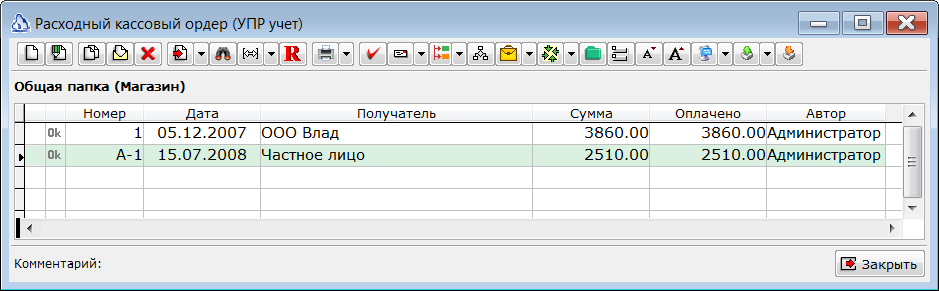 Расходный кассовый ордер (УПР учет)
R
Общая папка (Магазин)
Номер Дата Получатель Сумма Оплачено Автор
Ok 1 05.12.2007 ООО Влад 3860.00 3860.00 Администратор
Ok А-1 15.07.2008 Частное лицо 2510.00 2510.00 Администратор
Комментарий:
Закрыть